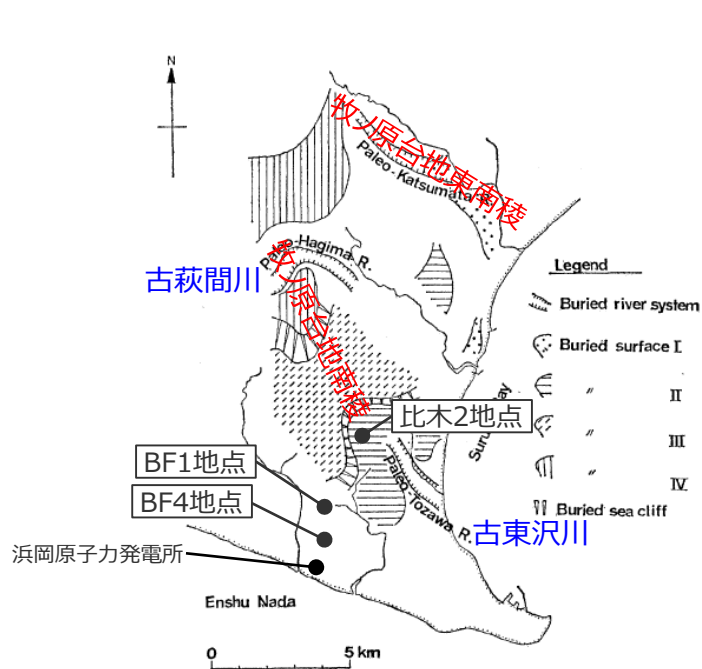 N
牧ノ原台地東南稜
Paleo-Katsumata R.
Paleo-Hagima R.
古萩間川
牧ノ原台地南稜
Legend
Buried river system
Buried surface I
〃 II
〃 III
〃 IV
Buried sea cliff
比木2地点
BF1地点
BF4地点
浜岡原子力発電所
Paleo-Tozawa R.
古東沢川
Enshu Nada
0 5 km